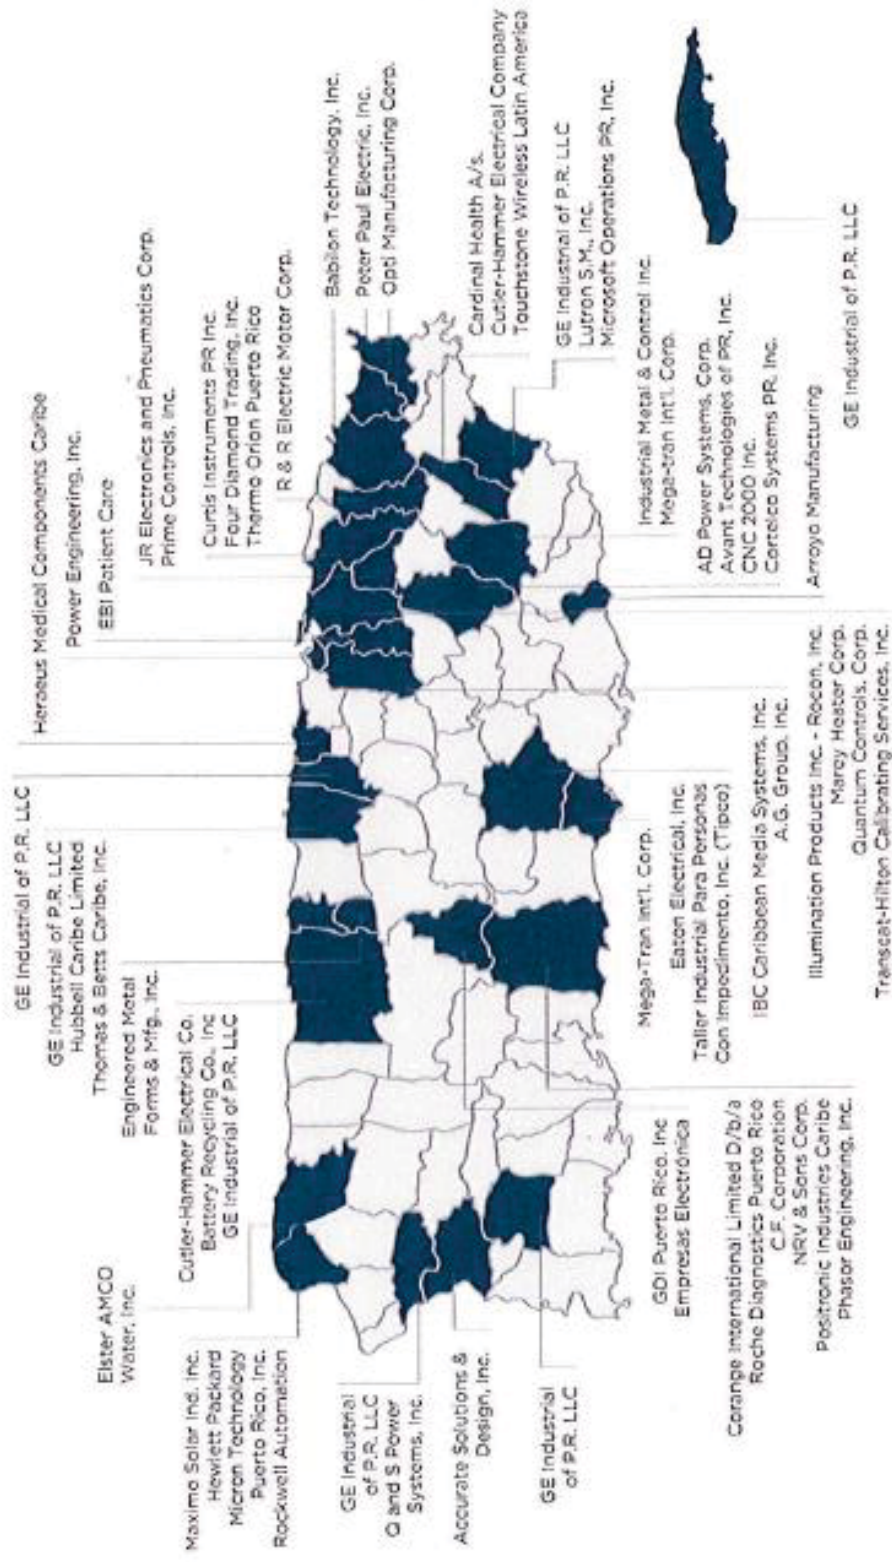 GE Industrial of P.R. LLC
GE Industrial of P.R. LLC
Hubbell Caribe Limited
Thomas & Betts Caribe, Inc.
Engineered Metal
Forms & Mfg., Inc.
Cutler-Hammer Electrical Co.
Battery Recycling Co., Inc
GE Industrial of P.R. LLC
Elster AMCO
Water, Inc.
Maximo Solar Ind. Inc.
Hewlett Packard
Micron Technology
Puerto Rico, Inc.
Rockwell Automation
GE Industrial
of P.R. LLC
Q and S Power
Systems, Inc.
Accurate Solutions &
Design, Inc.
GE Industrial
of P.R. LLC
Heraeus Medical Components Caribe
Power Engineering, Inc.
EBI Patient Care
JR Electronics and Pneumatics Corp.
Prime Controls, Inc.
Curtis Instruments PR Inc.
Four Diamond Trading, Inc.
Thermo Orion Puerto Rico
R & R Electric Motor Corp.
Babilon Technology, Inc.
Peter Paul Electric, Inc.
Opti Manufacturing Corp.
Cardinal Health A/s.
Cutler-Hammer Electrical Company
Touchstone Wireless Latin America
GE Industrial of P.R. LLC
Lutron S.M., Inc.
Microsoft Operations PR, Inc.
Industrial Metal & Control Inc.
Mega-tran Int'l. Corp.
AD Power Systems, Corp.
Avant Technologies of PR, Inc.
CNC 2000 Inc.
Cortelco Systems PR, Inc.
Arroyo Manufacturing
GE Industrial of P.R. LLC
GDI Puerto Rico. Inc
Empresas Electrónica
Corange International Limited D/b/a
Roche Diagnostics Puerto Rico
C.F. Corporation
NRV & Sons Corp.
Positronic Industries Caribe
Phasor Engineering, Inc.
Mega-Tran Int'l. Corp.
Eaton Electrical, Inc.
Taller Industrial Para Personas
Con Impedimento, Inc. (Tipco)
IBC Caribbean Media Systems, Inc.
A.G. Group, Inc.
Illumination Products Inc. - Rocon, Inc.
Marey Heater Corp.
Quantum Controls, Corp.
Transcat-Hilton Calibrating Services, Inc.